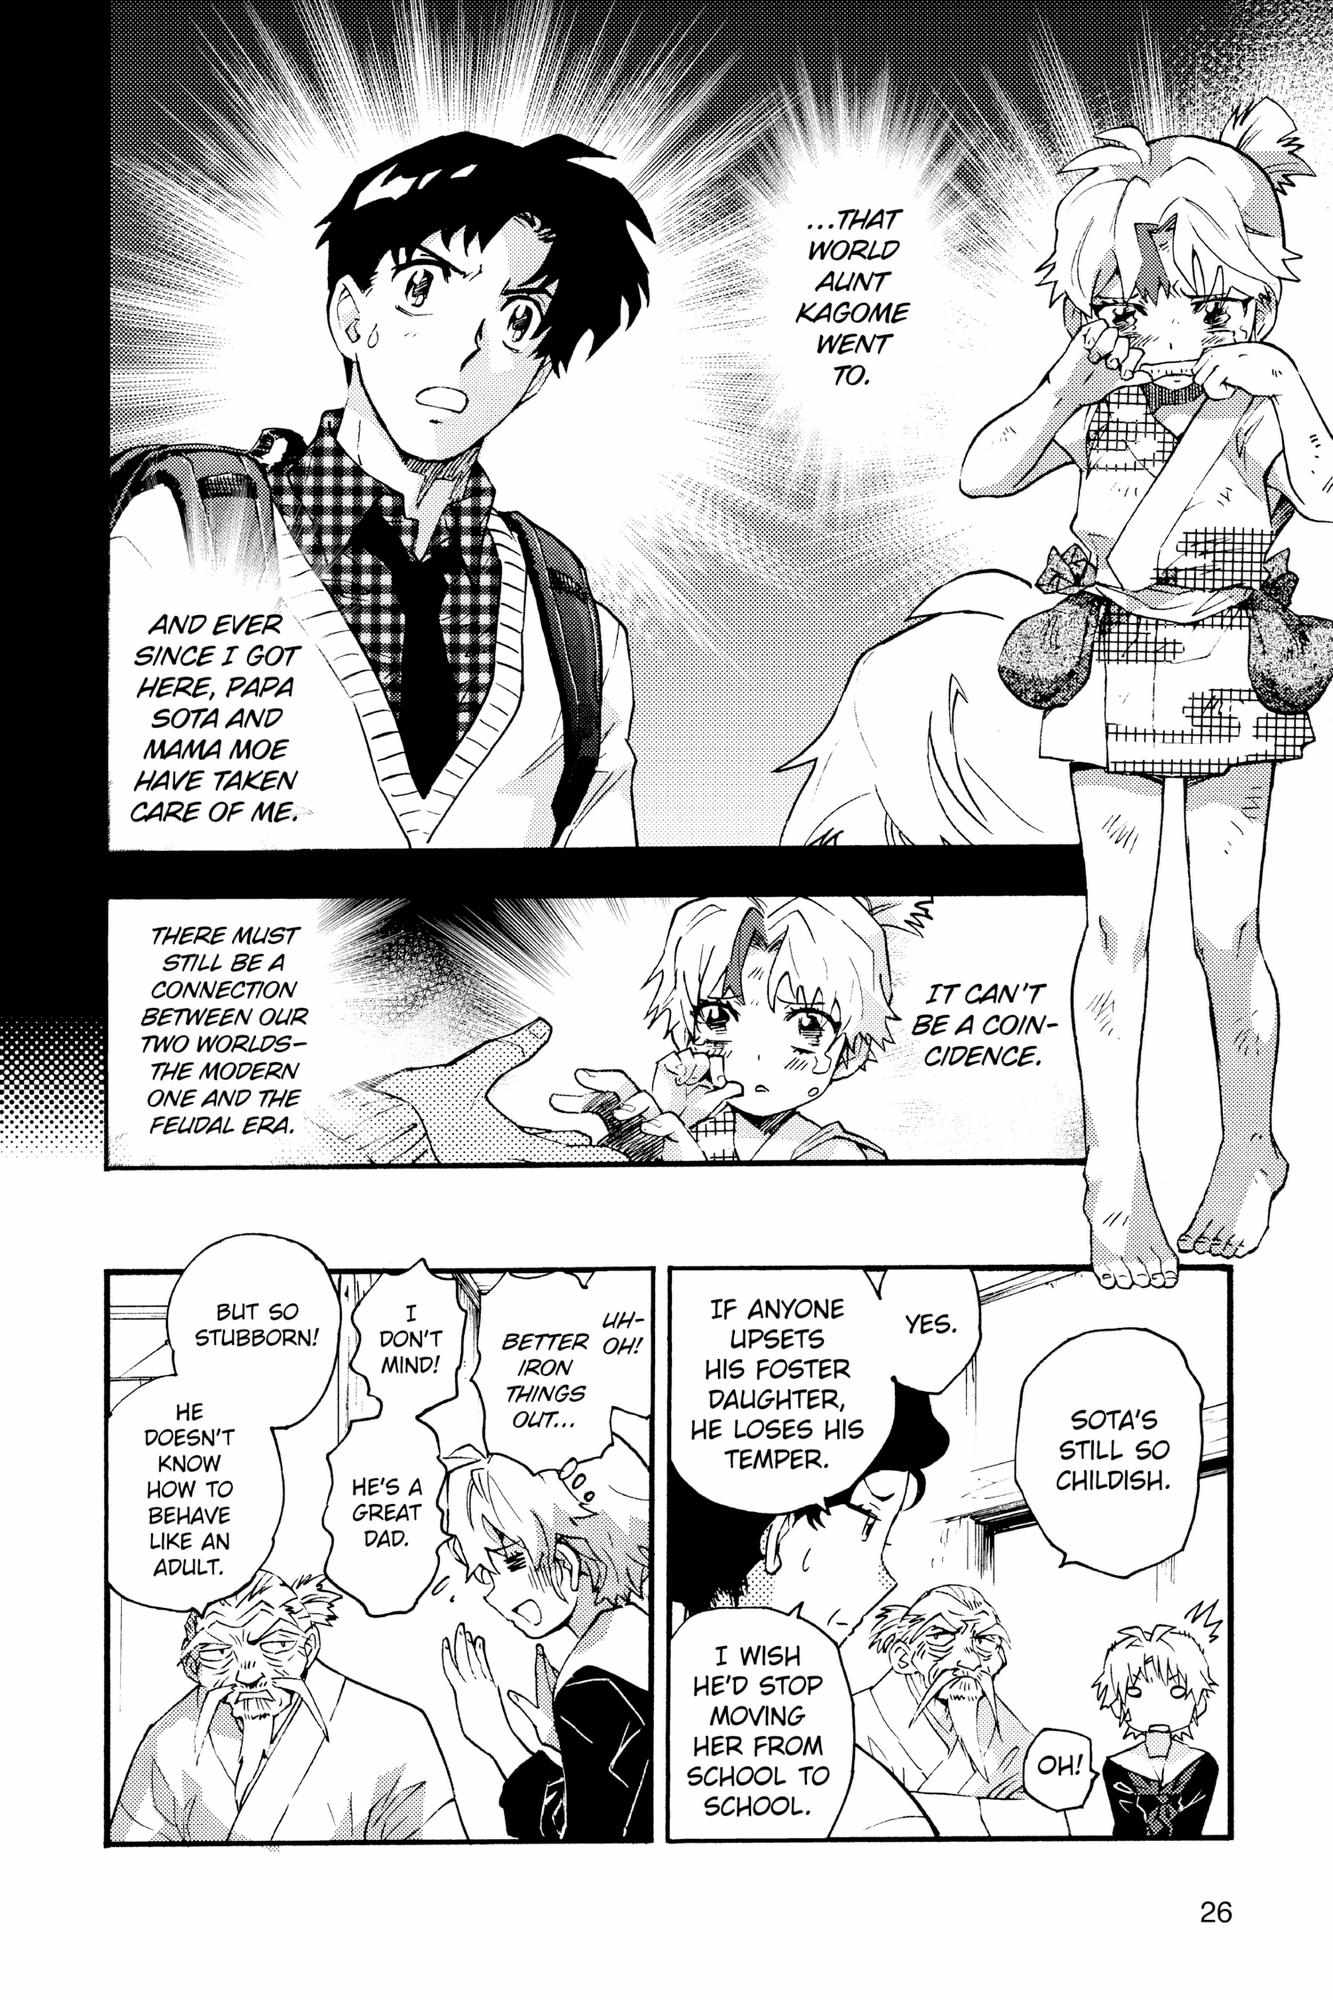 ...THAT
WORLD
AUNT
KAGOME
WENT
TO.
AND EVER
SINCE I GOT
HERE, PAPA
SOTA AND
MAMA MOE
HAVE TAKEN
CARE OF ME.
IT CAN'T
BE A COIN-
CIDENCE.
THERE MUST
STILL BE A
CONNECTION
BETWEEN OUR
TWO WORLDS—
THE MODERN
ONE AND THE
FEUDAL ERA.
SOTA'S
STILL SO
CHILDISH.
OH!
YES.
IF ANYONE
UPSETS
HIS FOSTER
DAUGHTER,
HE LOSES HIS
TEMPER.
I WISH
HE'D STOP
MOVING
HER FROM
SCHOOL TO
SCHOOL.
UH-
OH!
BETTER
IRON
THINGS
OUT...
I
DON'T
MIND!
HE'S A
GREAT
DAD.
BUT SO
STUBBORN!
HE
DOESN'T
KNOW
HOW TO
BEHAVE
LIKE AN
ADULT.
26